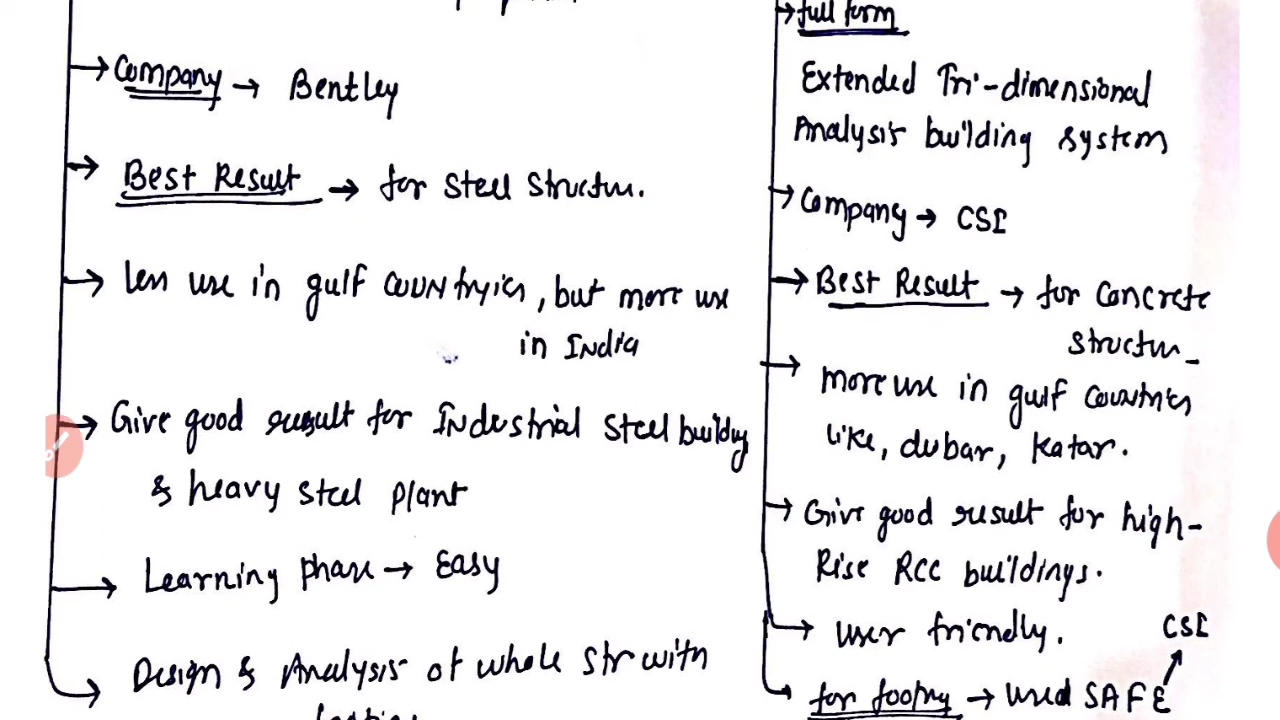 Company → Bentley
Best Result → for Steel Structu.
less use in gulf countryies, but more use
in India
Give good result for Industrial Steel building
& heavy steel plant
Learning phase → Easy
Design & Analysis of whole str with
full form
Extended Tri-dimensional
Analysis building system
Company → CSI
Best Result → for Concrete
structu
more use in gulf countries
like, dubai, katar.
Give good result for high-
Rise RCC buildings.
user friendly.
CSI
for footing → used SAFE